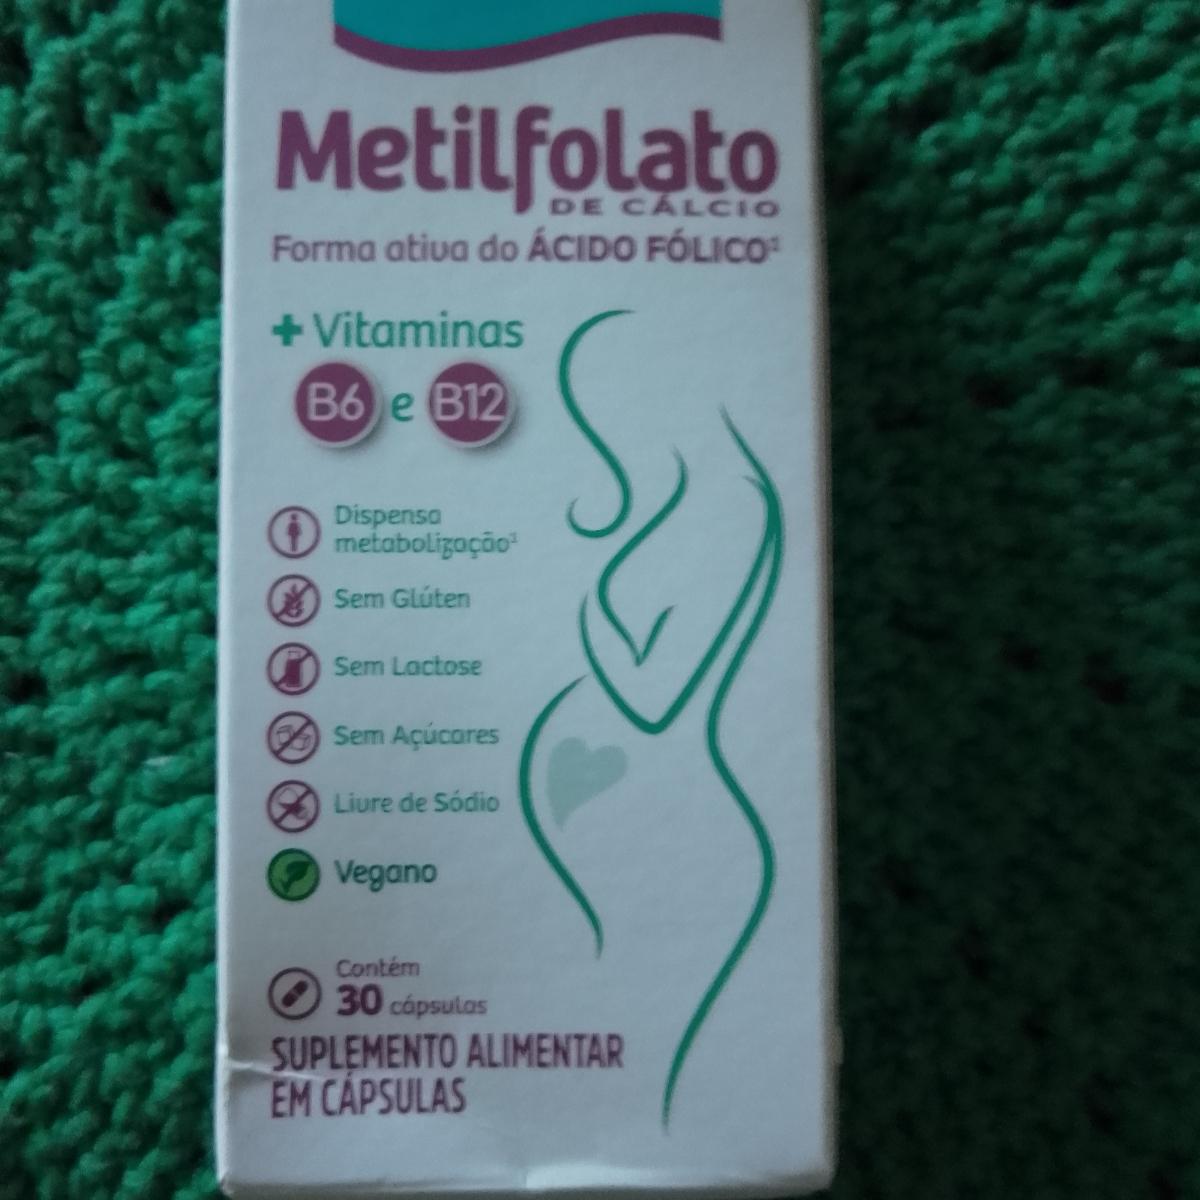 Metilfolato
DE CÁLCIO
Forma ativa do ÁCIDO FÓLICO¹
+ Vitaminas
B6 e B12
Dispensa
metabolização¹
Sem Glúten
Sem Lactose
Sem Açúcares
Livre de Sódio
Vegano
Contém
30 cápsulas
SUPLEMENTO ALIMENTAR
EM CÁPSULAS